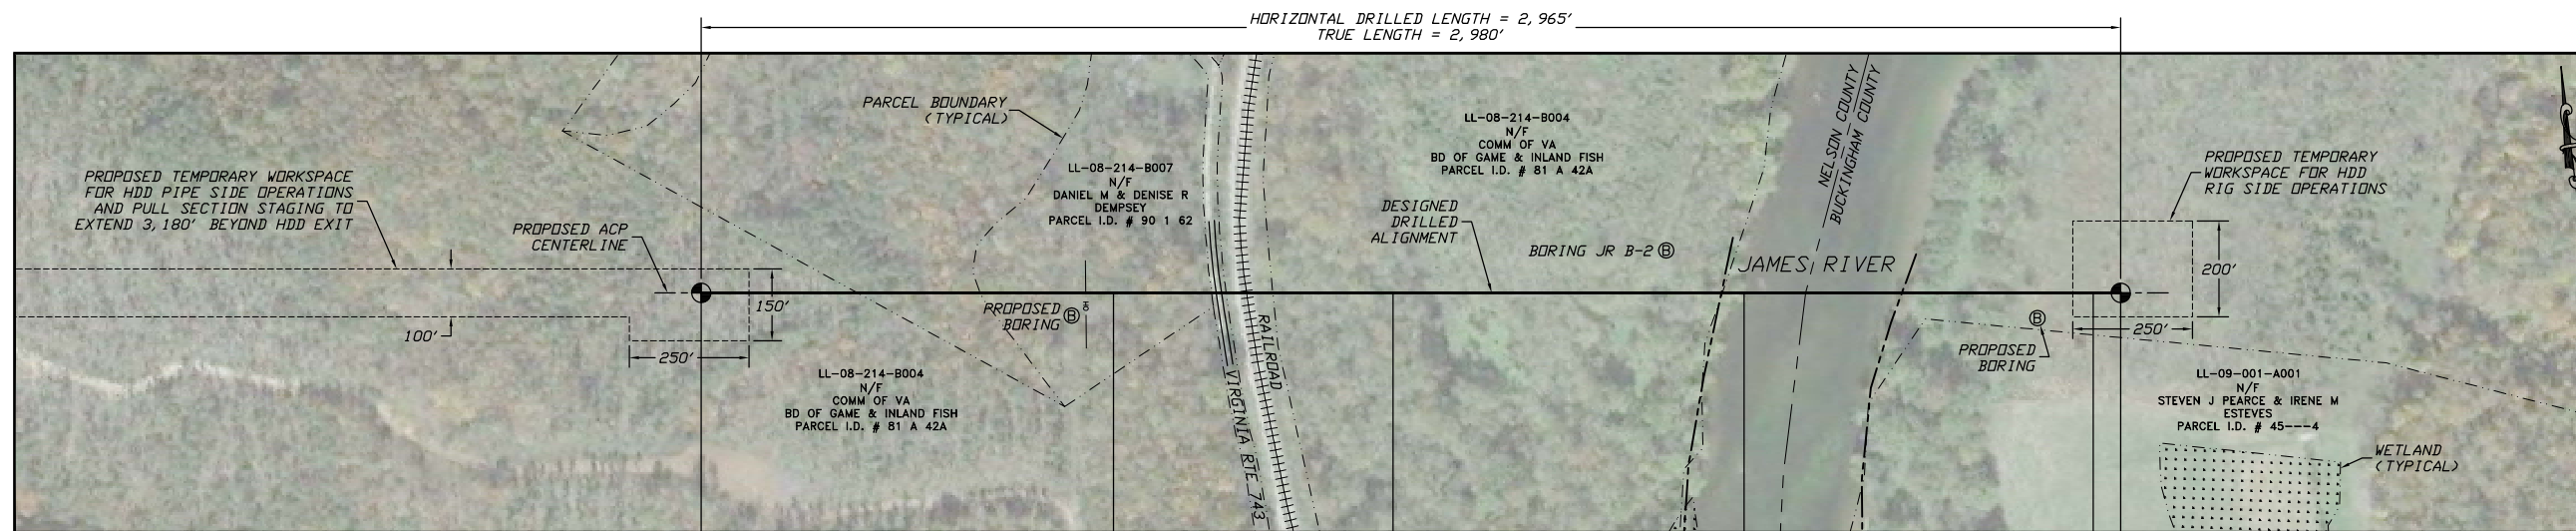 HORIZONTAL DRILLED LENGTH = 2,965'
TRUE LENGTH = 2,980'
PROPOSED TEMPORARY WORKSPACE
FOR HDD PIPE SIDE OPERATIONS
AND PULL SECTION STAGING TO
EXTEND 3,180' BEYOND HDD EXIT
PROPOSED ACP
CENTERLINE
100'
150'
250'
PARCEL BOUNDARY
(TYPICAL)
LL-08-214-B007
N/F
DANIEL M & DENISE R
DEMPSEY
PARCEL I.D. # 90 1 62
PROPOSED
BORING
B
LL-08-214-B004
N/F
COMM OF VA
BD OF GAME & INLAND FISH
PARCEL I.D. # 81 A 42A
VIRGINIA RTE 743
RAILROAD
LL-08-214-B004
N/F
COMM OF VA
BD OF GAME & INLAND FISH
PARCEL I.D. # 81 A 42A
DESIGNED
DRILLED
ALIGNMENT
BORING JR B-2 B
NELSON COUNTY
BUCKINGHAM COUNTY
JAMES RIVER
PROPOSED TEMPORARY
WORKSPACE FOR HDD
RIG SIDE OPERATIONS
200'
250'
B
PROPOSED
BORING
LL-09-001-A001
N/F
STEVEN J PEARCE & IRENE M
ESTEVES
PARCEL I.D. # 45---4
WETLAND
(TYPICAL)